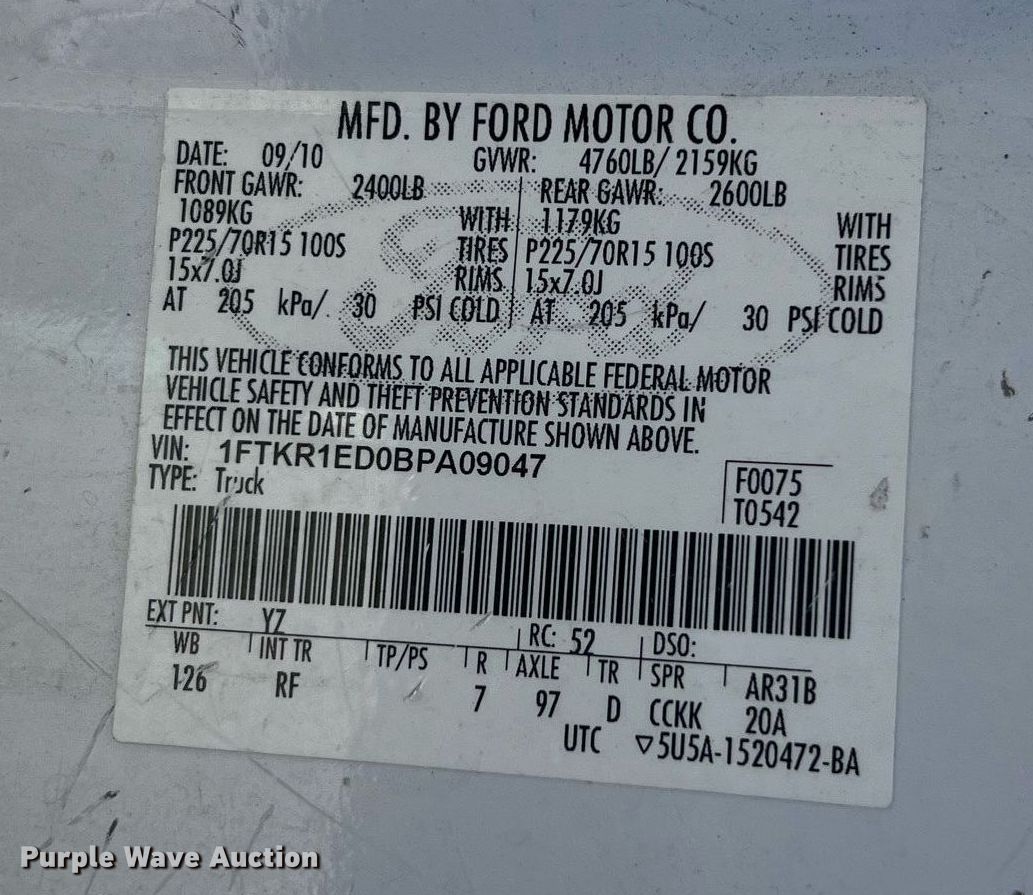 MFD. BY FORD MOTOR CO.
DATE: 09/10 GVWR: 4760LB/ 2159KG
FRONT GAWR: 2400LB REAR GAWR: 2600LB
1089KG WITH 1179KG WITH
P225/70R15 100S TIRES P225/70R15 100S TIRES
15x7.0J RIMS 15x7.0J RIMS
AT 205 kPa/ 30 PSI COLD AT 205 kPa/ 30 PSI COLD
THIS VEHICLE CONFORMS TO ALL APPLICABLE FEDERAL MOTOR
VEHICLE SAFETY AND THEFT PREVENTION STANDARDS IN
EFFECT ON THE DATE OF MANUFACTURE SHOWN ABOVE.
VIN: 1FTKR1ED0BPA09047
TYPE: Truck
F0075
T0542
EXT PNT: YZ RC: 52 DSO:
WB INT TR TP/PS R AXLE TR SPR AR31B
126 RF 7 97 D CCKK 20A
UTC ▽5U5A-1520472-BA
Purple Wave Auction